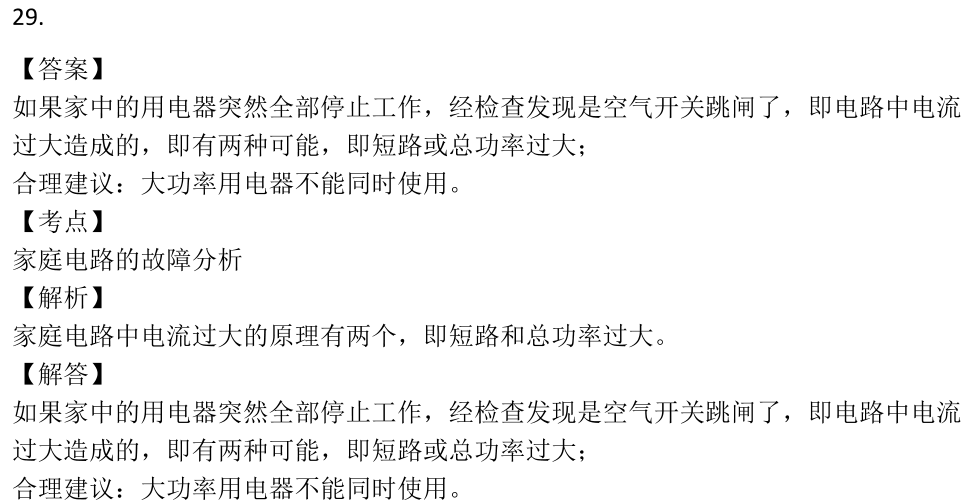 29.
【答案】
如果家中的用电器突然全部停止工作，经检查发现是空气开关跳闸了，即电路中电流
过大造成的，即有两种可能，即短路或总功率过大；
合理建议：大功率用电器不能同时使用。
【考点】
家庭电路的故障分析
【解析】
家庭电路中电流过大的原理有两个，即短路和总功率过大。
【解答】
如果家中的用电器突然全部停止工作，经检查发现是空气开关跳闸了，即电路中电流
过大造成的，即有两种可能，即短路或总功率过大；
合理建议：大功率用电器不能同时使用。